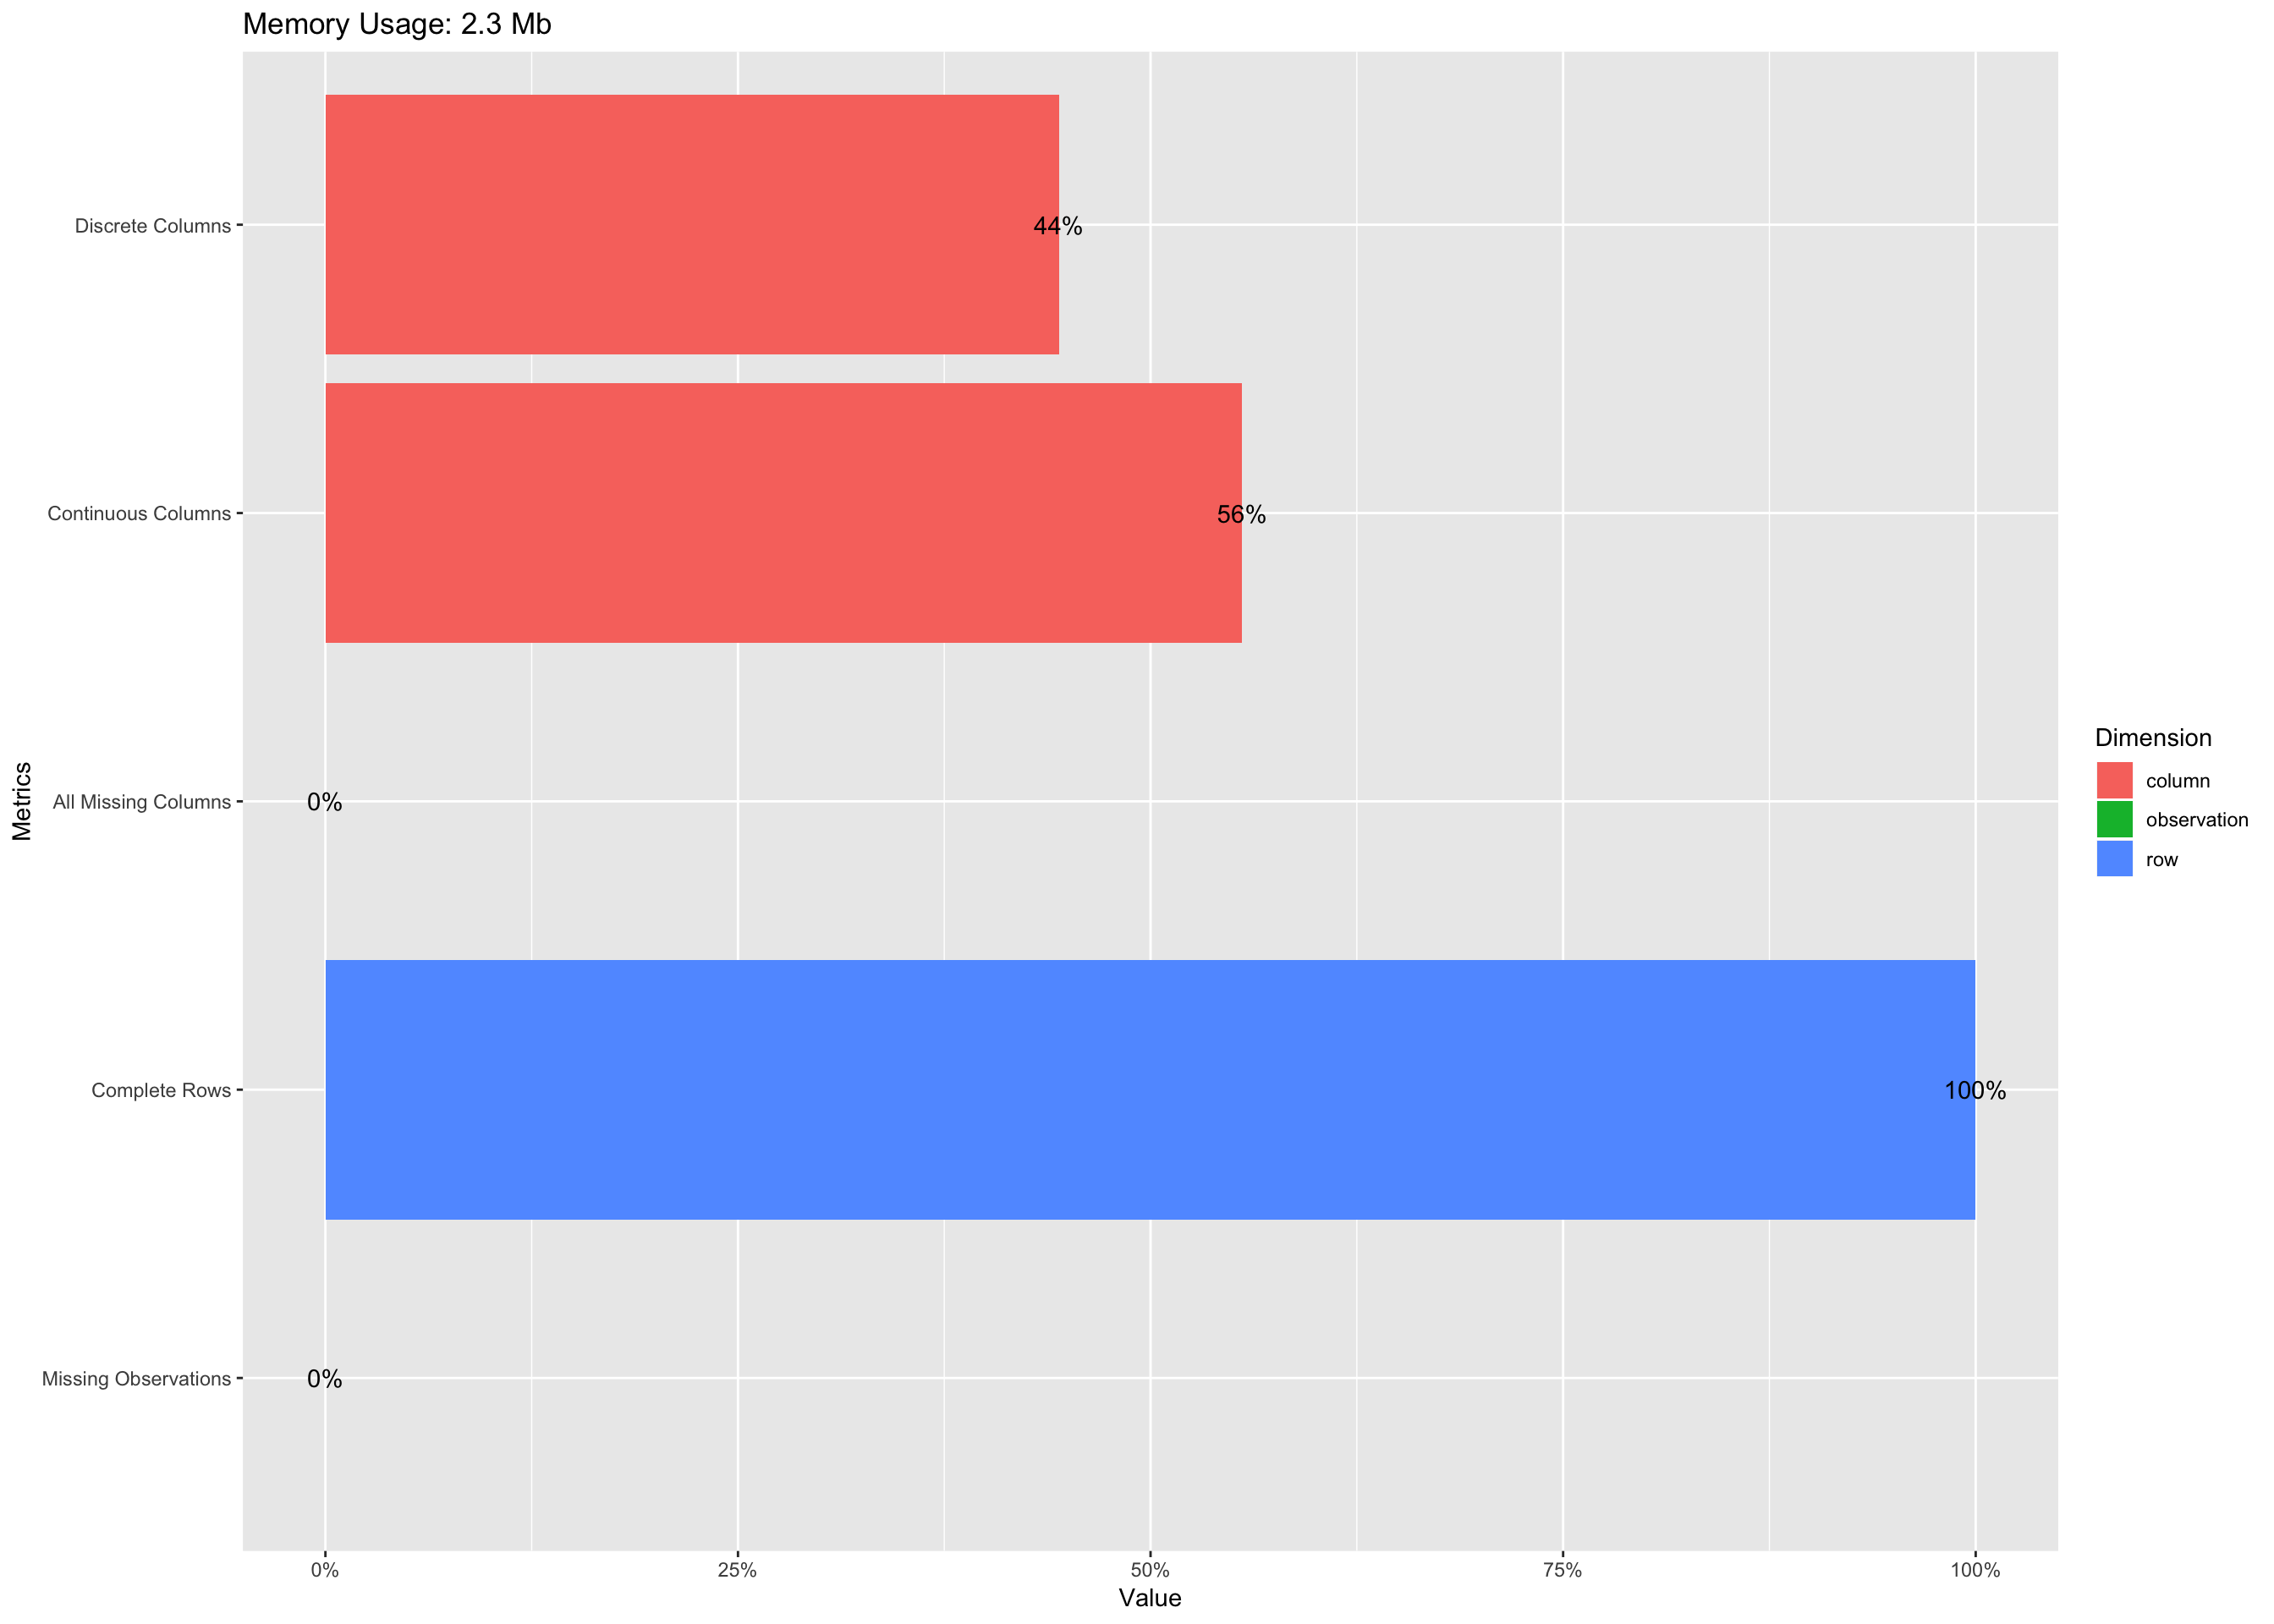 Memory Usage: 2.3 Mb
Metrics
Discrete Columns
44%
Continuous Columns
56%
All Missing Columns
0%
Complete Rows
100%
Missing Observations
0%
0%
25%
50%
75%
100%
Value
Dimension
column
observation
row